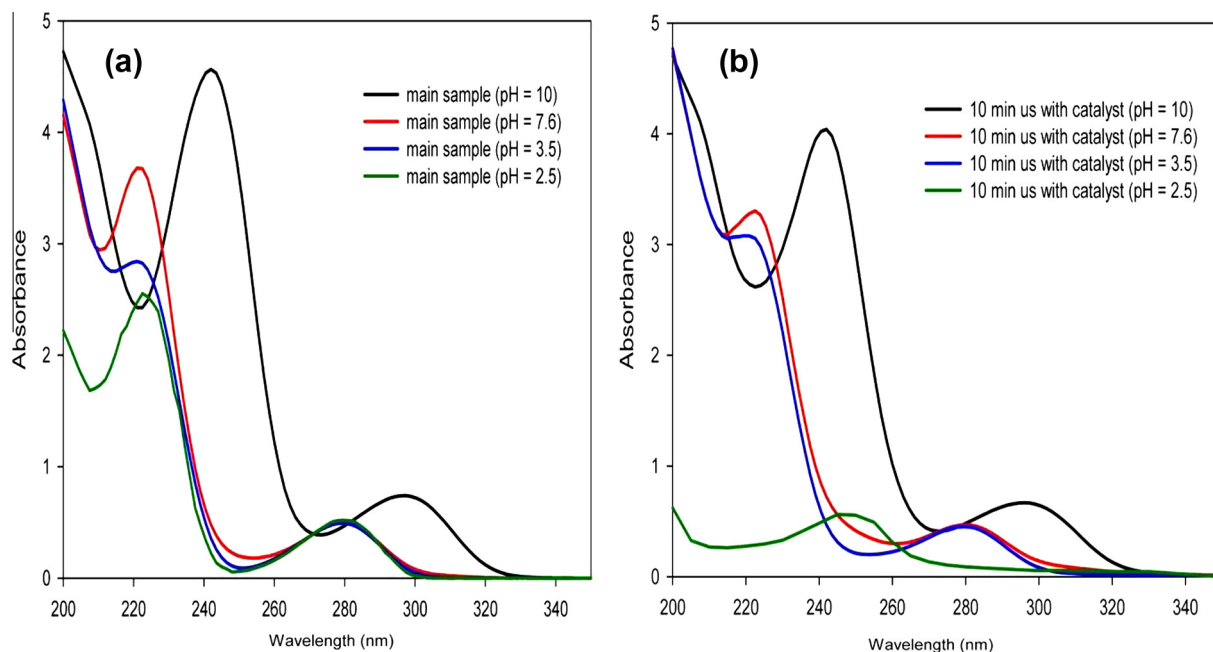 (a)
main sample (pH = 10)
main sample (pH = 7.6)
main sample (pH = 3.5)
main sample (pH = 2.5)
5
4
3
2
1
0
Absorbance
200 220 240 260 280 300 320 340
Wavelength (nm)
(b)
10 min us with catalyst (pH = 10)
10 min us with catalyst (pH = 7.6)
10 min us with catalyst (pH = 3.5)
10 min us with catalyst (pH = 2.5)
5
4
3
2
1
0
Absorbance
200 220 240 260 280 300 320 340
Wavelength (nm)